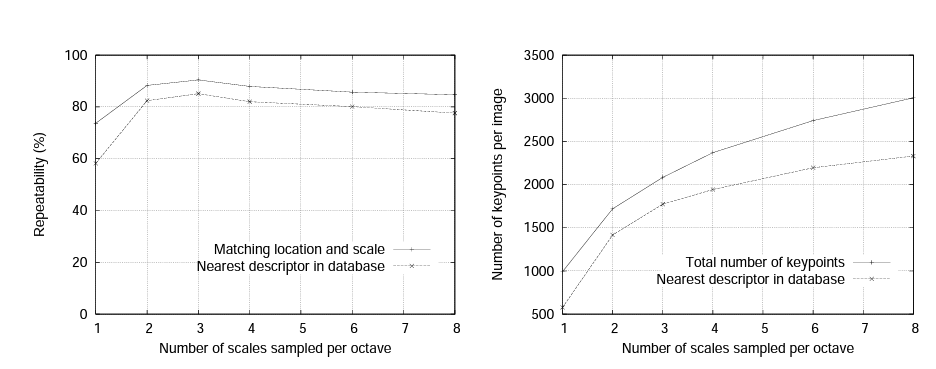 100
80
60
40
20
0
Repeatability (%)
Matching location and scale
Nearest descriptor in database
1 2 3 4 5 6 7 8
Number of scales sampled per octave
3500
3000
2500
2000
1500
1000
500
Number of keypoints per image
Total number of keypoints
Nearest descriptor in database
1 2 3 4 5 6 7 8
Number of scales sampled per octave